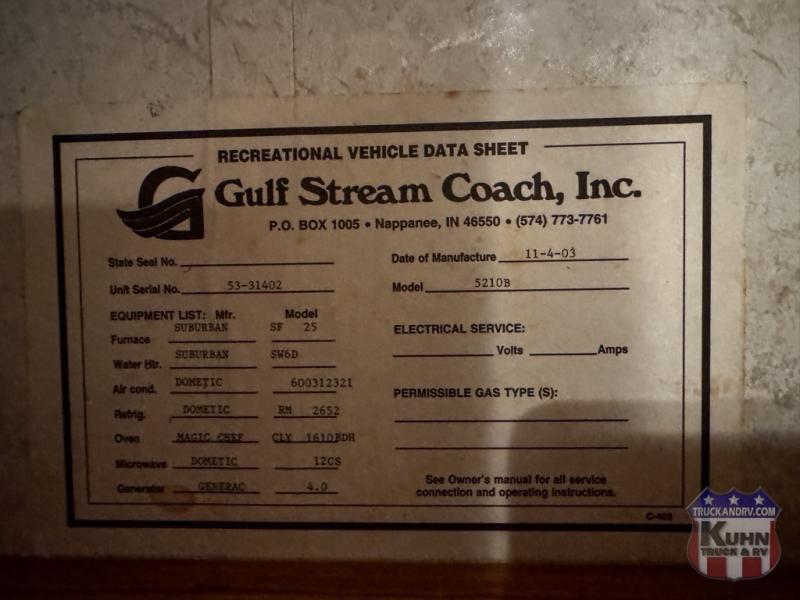 RECREATIONAL VEHICLE DATA SHEET
Gulf Stream Coach, Inc.
P.O. BOX 1005 • Nappanee, IN 46550 • (574) 773-7761
State Seal No.
Unit Serial No. 53-31402
Date of Manufacture 11-4-03
Model 5210B
EQUIPMENT LIST: Mfr. Model
Furnace SUBURBAN SF 25
Water Htr. SUBURBAN SW6D
Air cond. DOMETIC 600312321
Refrig. DOMETIC RM 2652
Oven MAGIC CHEF CLY 1610BDH
Microwave DOMETIC 12CS
Generator GENERAC 4.0
ELECTRICAL SERVICE:
Volts Amps
PERMISSIBLE GAS TYPE (S):
See Owner's manual for all service
connection and operating instructions.
C-403
TRUCKANDRV.COM
KUHN
TRUCK & RV